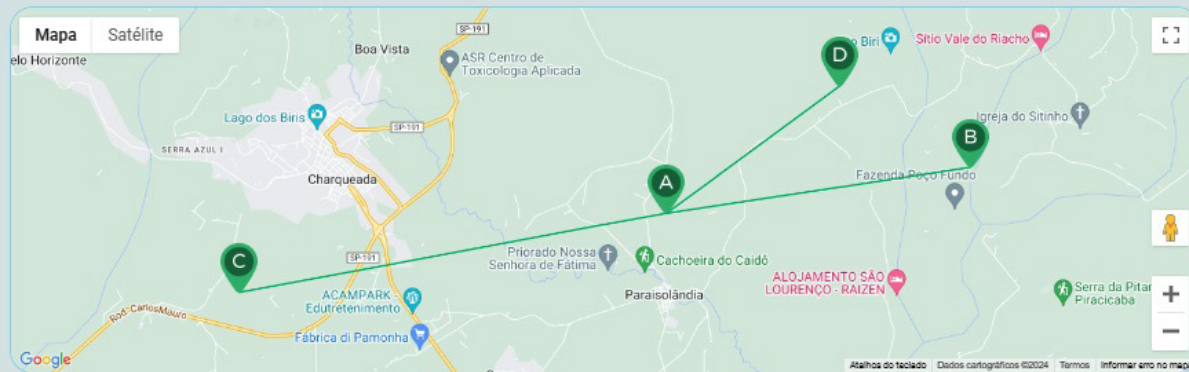 Mapa
Satélite
elo Horizonte
Boa Vista
SP-191
ASR Centro de
Toxicologia Aplicada
D
o Biri
Sítio Vale do Riacho
Lago dos Biris
SP-191
Igreja do Sitinho
SERRA AZUL I
Charqueada
B
A
Fazenda Poço Fundo
C
SP-191
Priorado Nossa
Senhora de Fátima
Cachoeira do Caidô
ALOJAMENTO SÃO
LOURENÇO - RAIZEN
Paraisolândia
ACAMPARK -
Edutretenimento
Serra da Pitan
Piracicaba
Rod. Carlos Mauro
Fábrica di Pamonha
Google
Atalhos do teclado
Dados cartográficos ©2024
Termos
Informar erro no mapa